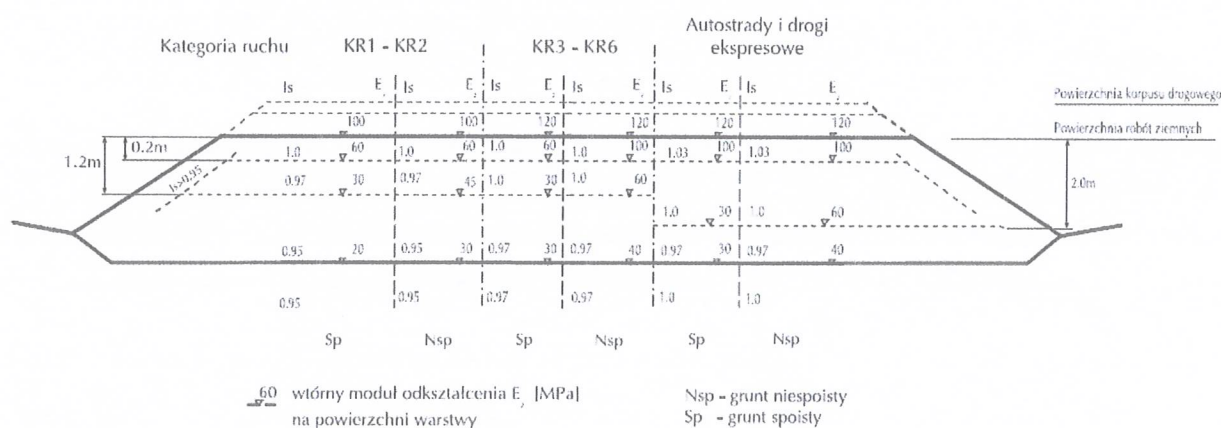 Autostrady i drogi
Kategoria ruchu KR1 - KR2 KR3 - KR6 ekspresowe
Is E₂ Is E₂ Is E₂ Is E₂ Is E₂ Is E₂
Powierzchnia korpusu drogowego
100 100 120 120 120 120
Powierzchnia robót ziemnych
0.2m
1.0 60 1.0 60 1.0 60 1.0 100 1.03 100 1.03 100
1.2m
Is>0.95
0.97 30 0.97 45 1.0 30 1.0 60
2.0m
1.0 30 1.0 60
0.95 20 0.95 30 0.97 30 0.97 40 0.97 30 0.97 40
0.95 0.95 0.97 0.97 1.0 1.0
Sp Nsp Sp Nsp Sp Nsp
60 wtórny moduł odkształcenia E₂ [MPa]
na powierzchni warstwy
Nsp - grunt niespoisty
Sp - grunt spoisty